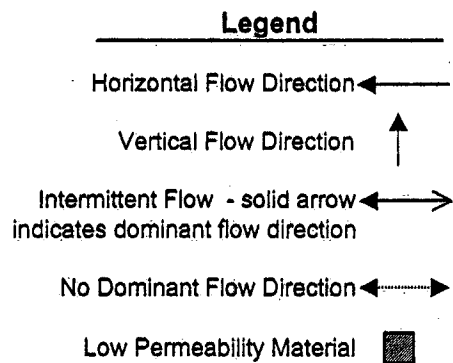 Legend
Horizontal Flow Direction
Vertical Flow Direction
Intermittent Flow - solid arrow
indicates dominant flow direction
No Dominant Flow Direction
Low Permeability Material